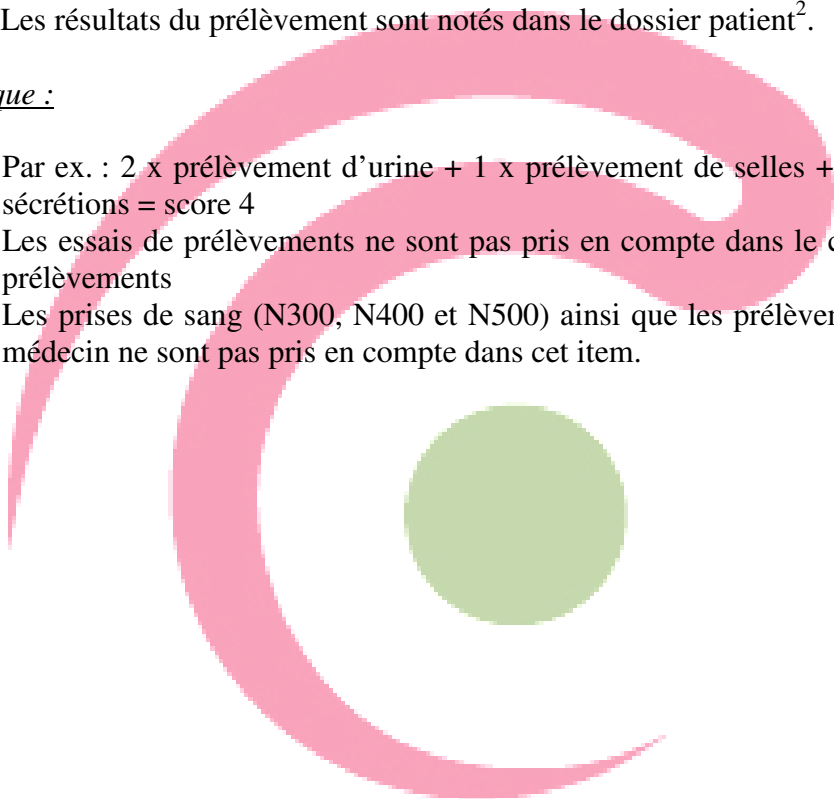 Les résultats du prélèvement sont notés dans le dossier patient².
que :
Par ex. : 2 x prélèvement d’urine + 1 x prélèvement de selles +
sécrétions = score 4
Les essais de prélèvements ne sont pas pris en compte dans le
prélèvements
Les prises de sang (N300, N400 et N500) ainsi que les
médecin ne sont pas pris en compte dans cet item.